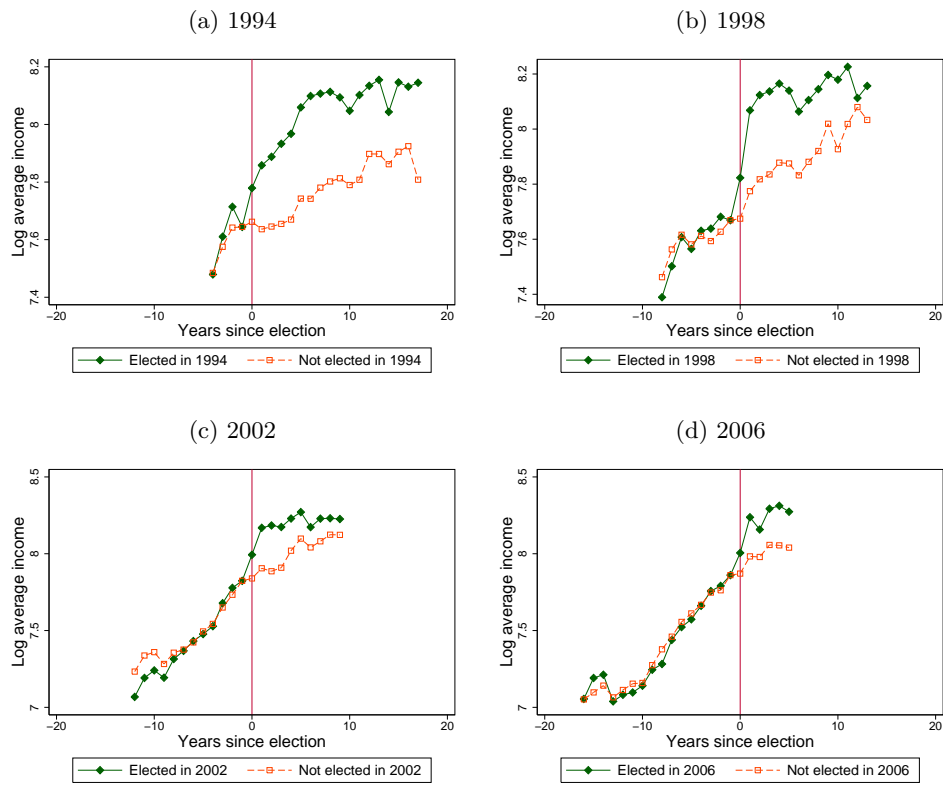 (a) 1994
(b) 1998
Log average income
7.4 7.6 7.8 8 8.2
−20 −10 0 10 20
Years since election
Elected in 1994 Not elected in 1994
Log average income
7.4 7.6 7.8 8 8.2
−20 −10 0 10 20
Years since election
Elected in 1998 Not elected in 1998
(c) 2002
(d) 2006
Log average income
7 7.5 8 8.5
−20 −10 0 10 20
Years since election
Elected in 2002 Not elected in 2002
Log average income
7 7.5 8 8.5
−20 −10 0 10 20
Years since election
Elected in 2006 Not elected in 2006